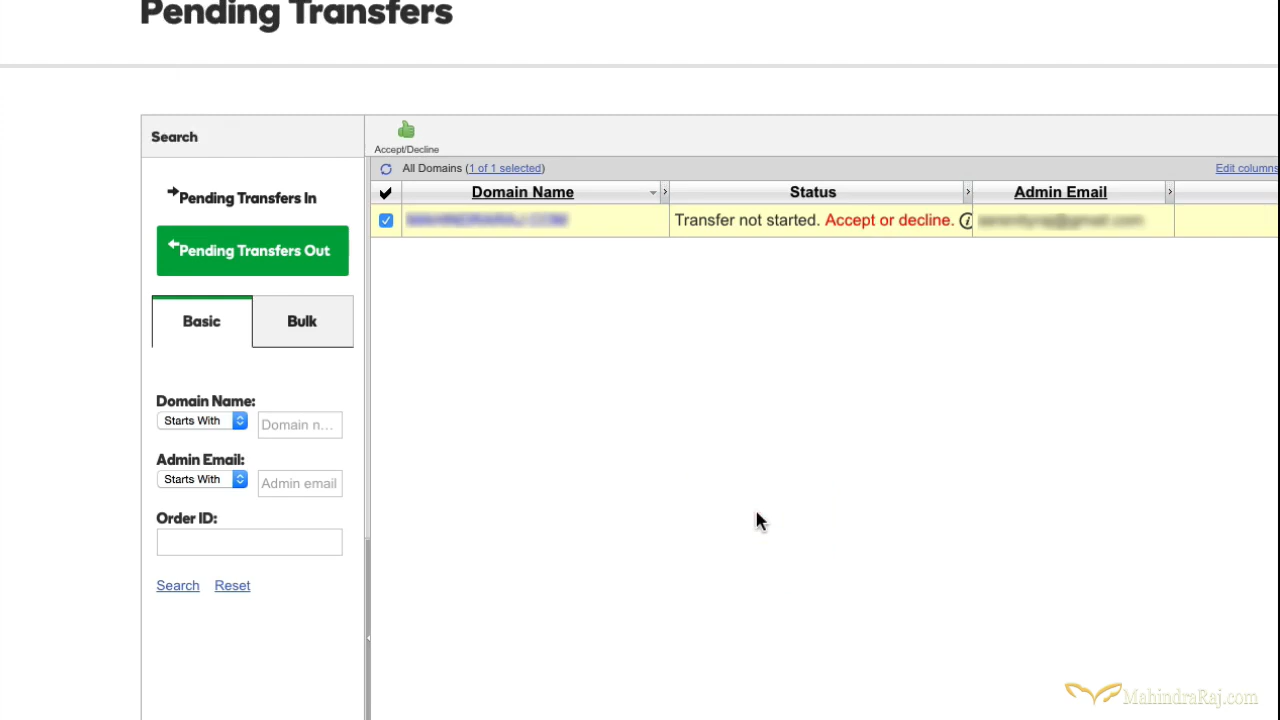 Pending Transfers
Search
Accept/Decline
All Domains (1 of 1 selected)
Edit columns
Domain Name
Status
Admin Email
Transfer not started. Accept or decline.
Pending Transfers In
Pending Transfers Out
Basic
Bulk
Domain Name:
Starts With
Domain n...
Admin Email:
Starts With
Admin email
Order ID:
Search Reset
MahindraRaj.com